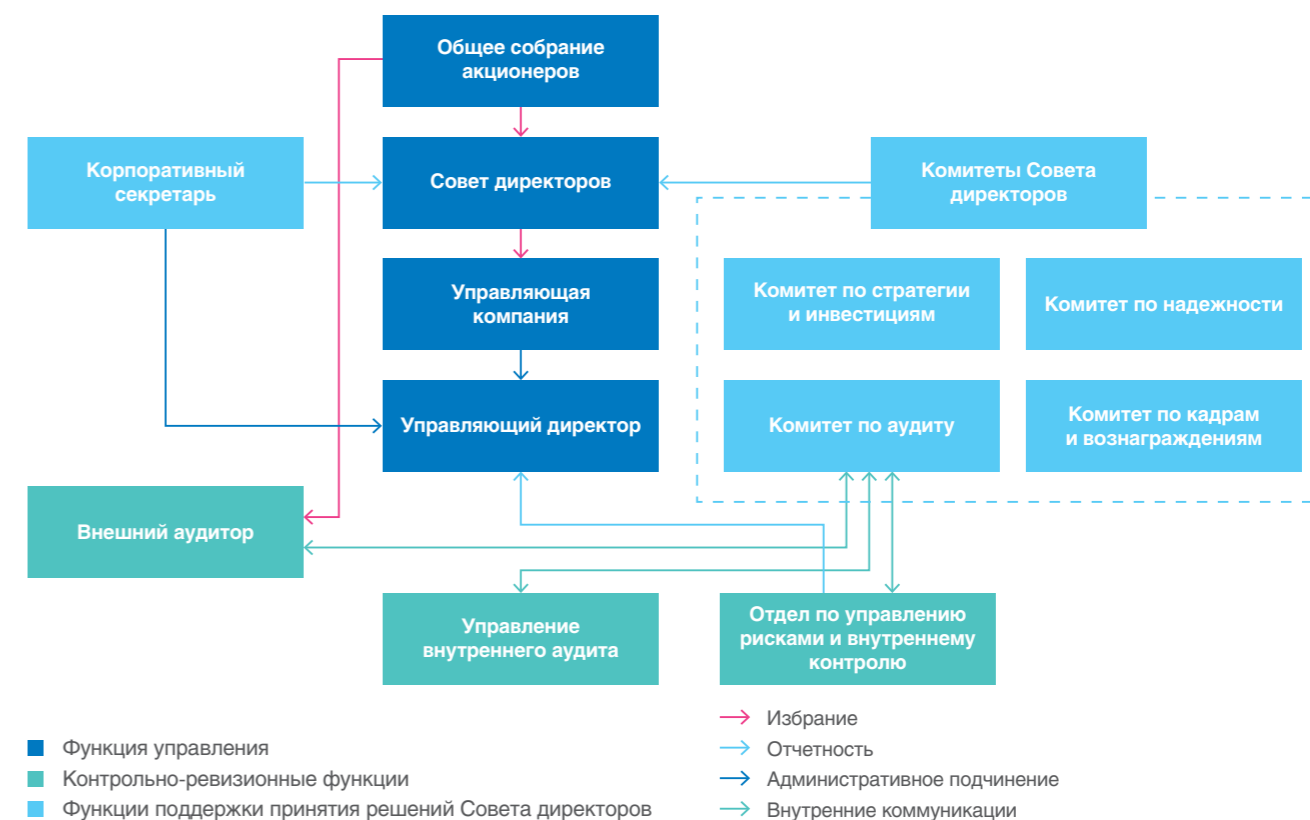 Общее собрание
акционеров
Корпоративный
секретарь
Совет директоров
Комитеты Совета
директоров
Управляющая
компания
Комитет по стратегии
и инвестициям
Комитет по надежности
Управляющий директор
Комитет по аудиту
Комитет по кадрам
и вознаграждениям
Внешний аудитор
Управление
внутреннего аудита
Отдел по управлению
рисками и внутреннему
контролю
Функция управления
Контрольно-ревизионные функции
Функции поддержки принятия решений Совета директоров
Избрание
Отчетность
Административное подчинение
Внутренние коммуникации